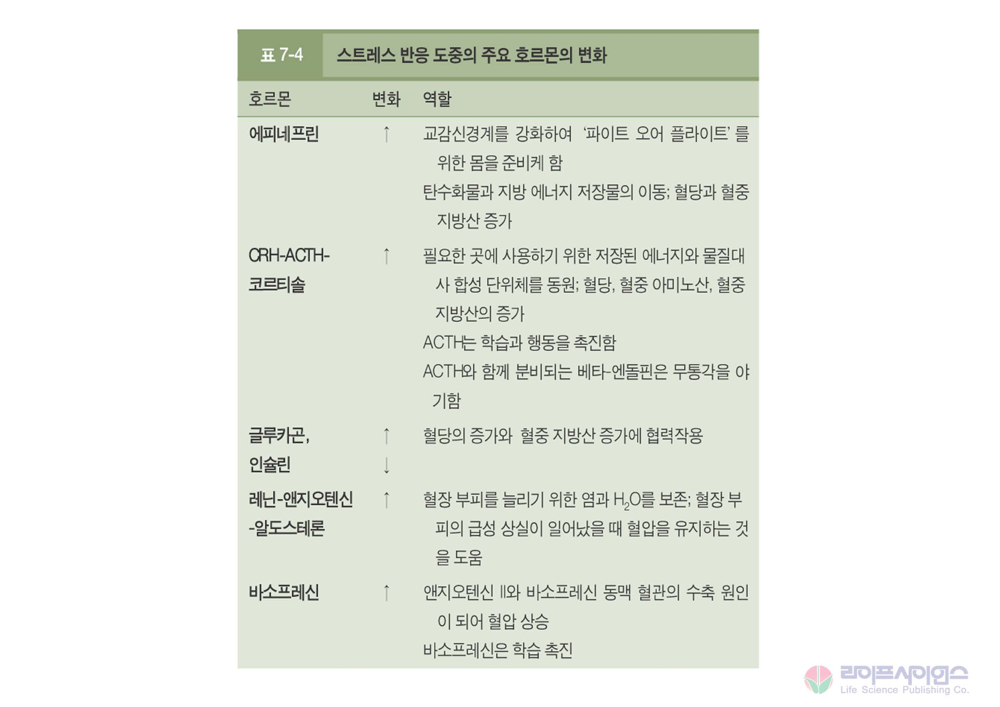 표 7-4 스트레스 반응 도중의 주요 호르몬의 변화
호르몬 변화 역할
에피네프린 ↑ 교감신경계를 강화하여 ‘파이트 오어 플라이트’ 를
위한 몸을 준비케 함
탄수화물과 지방 에너지 저장물의 이동; 혈당과 혈중
지방산 증가
CRH-ACTH- ↑ 필요한 곳에 사용하기 위한 저장된 에너지와 물질대
코르티솔 사 합성 단위체를 동원; 혈당, 혈중 아미노산, 혈중
지방산의 증가
ACTH는 학습과 행동을 촉진함
ACTH와 함께 분비되는 베타-엔돌핀은 무통각을 야
기함
글루카곤, ↑ 혈당의 증가와 혈중 지방산 증가에 협력작용
인슐린 ↓
레닌-앤지오텐신 ↑ 혈장 부피를 늘리기 위한 염과 H₂O를 보존; 혈장 부
-알도스테론 피의 급성 상실이 일어났을 때 혈압을 유지하는 것
을 도움
바소프레신 ↑ 앤지오텐신 Ⅱ와 바소프레신 동맥 혈관의 수축 원인
이 되어 혈압 상승
바소프레신은 학습 촉진
라이프사이언스
Life Science Publishing Co.